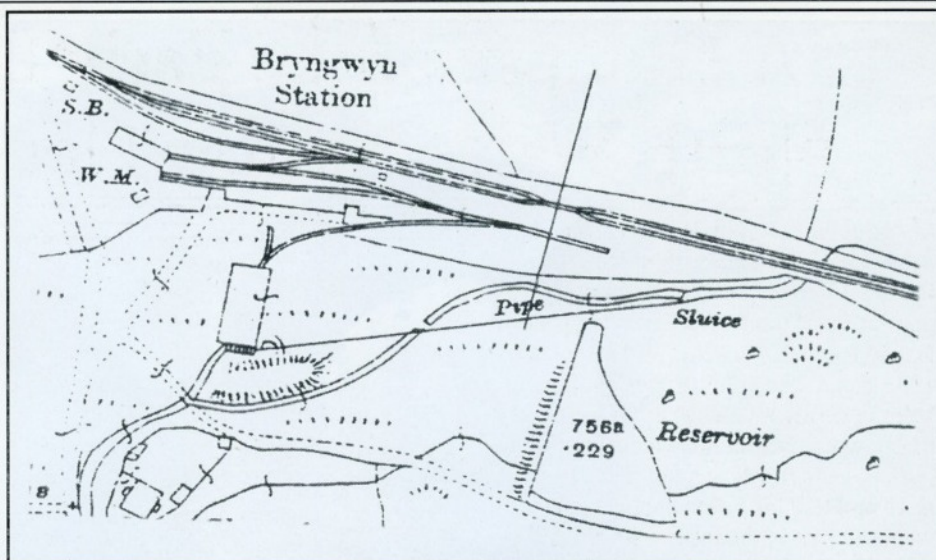 Bryngwyn
Station
S.B.
W.M.
Pipe
Sluice
756a
.229
Reservoir
8